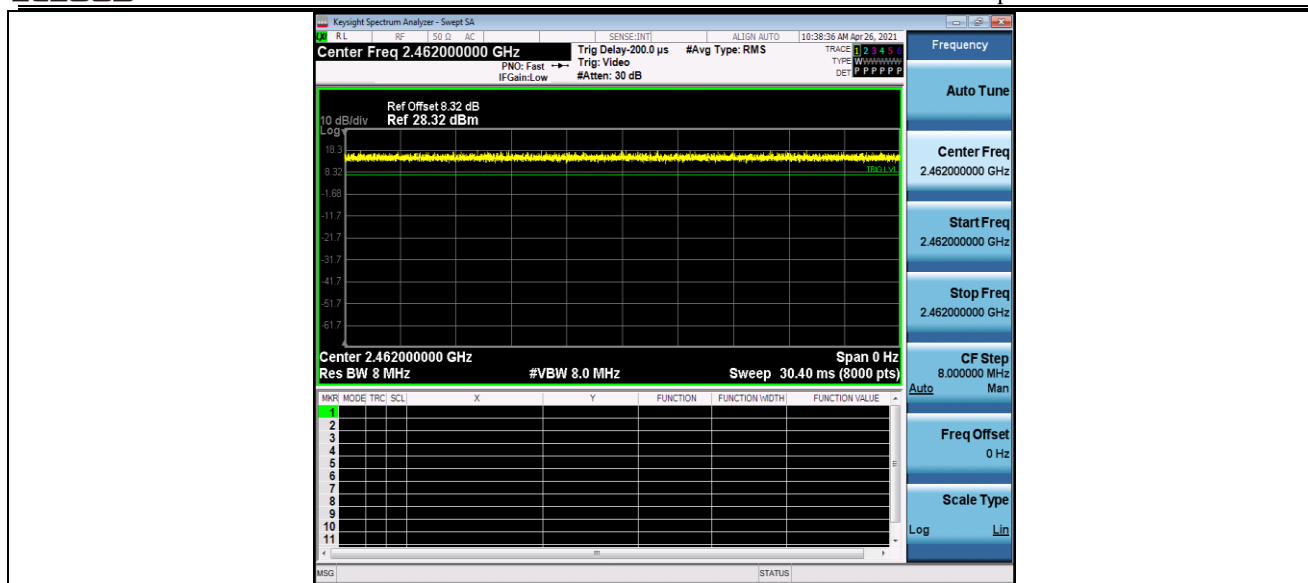 Keysight Spectrum Analyzer - Swept SA
LXI RL RF 50 Ω AC SENSE:INT ALIGN AUTO 10:38:36 AM Apr 26, 2021
Center Freq 2.462000000 GHz
PNO: Fast
IFGain:Low
Trig Delay-200.0 µs
Trig: Video
#Atten: 30 dB
#Avg Type: RMS
TRACE 1 2 3 4 5 6
TYPE WWWWWW
DET P P P P P P
Ref Offset 8.32 dB
10 dB/div Ref 28.32 dBm
Log
18.3
8.32
TRIG LVL
-1.68
-11.7
-21.7
-31.7
-41.7
-51.7
-61.7
Center 2.462000000 GHz Span 0 Hz
Res BW 8 MHz #VBW 8.0 MHz Sweep 30.40 ms (8000 pts)
MKR MODE TRC SCL X Y FUNCTION FUNCTION WIDTH FUNCTION VALUE
1
2
3
4
5
6
7
8
9
10
11
MSG STATUS
Frequency
Auto Tune
Center Freq
2.462000000 GHz
Start Freq
2.462000000 GHz
Stop Freq
2.462000000 GHz
CF Step
8.000000 MHz
Auto Man
Freq Offset
0 Hz
Scale Type
Log Lin